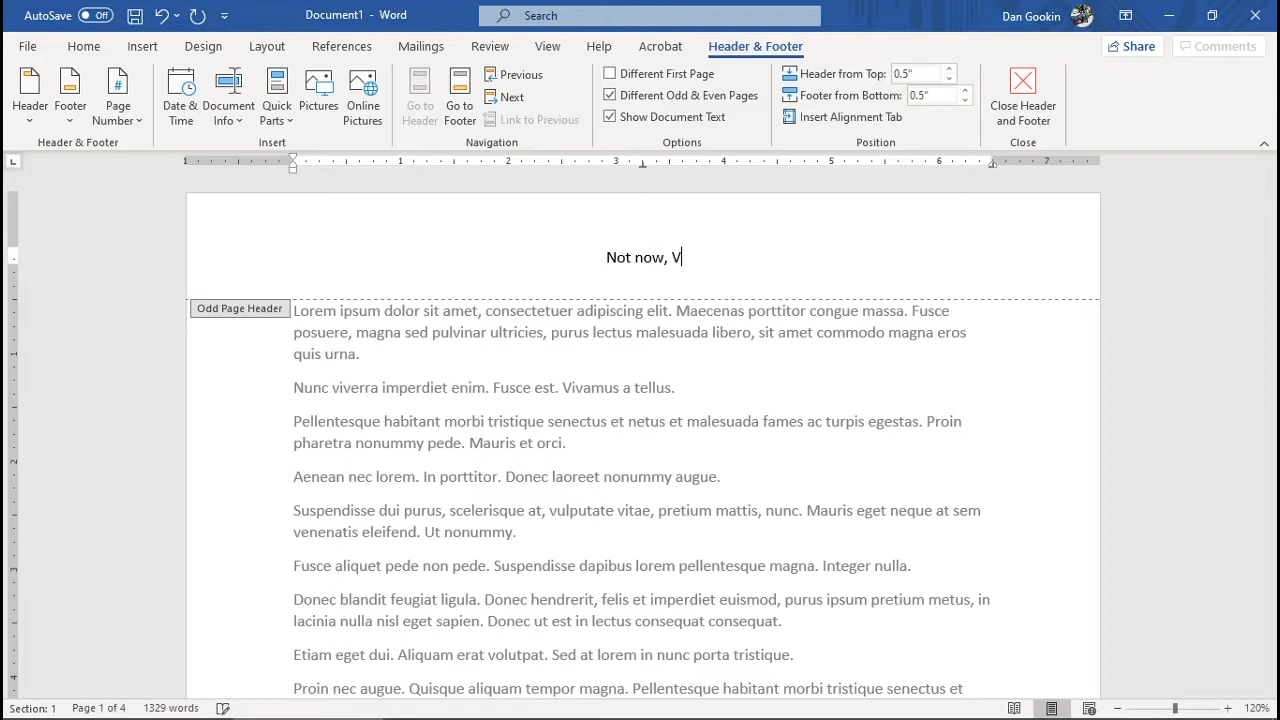 AutoSave Off Document1 - Word Search Dan Gookin
File Home Insert Design Layout References Mailings Review View Help Acrobat Header & Footer Share Comments
Header Footer Page Number Date & Time Document Info Quick Parts Pictures Online Pictures Go to Header Go to Footer Previous Next Link to Previous Different First Page Different Odd & Even Pages Show Document Text Header from Top: 0.5" Footer from Bottom: 0.5" Insert Alignment Tab Close Header and Footer
Header & Footer Insert Navigation Options Position Close
1 1 2 3 4 5 6 7
Not now, V
Odd Page Header
Lorem ipsum dolor sit amet, consectetuer adipiscing elit. Maecenas porttitor congue massa. Fusce
posuere, magna sed pulvinar ultricies, purus lectus malesuada libero, sit amet commodo magna eros
quis urna.
Nunc viverra imperdiet enim. Fusce est. Vivamus a tellus.
Pellentesque habitant morbi tristique senectus et netus et malesuada fames ac turpis egestas. Proin
pharetra nonummy pede. Mauris et orci.
Aenean nec lorem. In porttitor. Donec laoreet nonummy augue.
Suspendisse dui purus, scelerisque at, vulputate vitae, pretium mattis, nunc. Mauris eget neque at sem
venenatis eleifend. Ut nonummy.
Fusce aliquet pede non pede. Suspendisse dapibus lorem pellentesque magna. Integer nulla.
Donec blandit feugiat ligula. Donec hendrerit, felis et imperdiet euismod, purus ipsum pretium metus, in
lacinia nulla nisl eget sapien. Donec ut est in lectus consequat consequat.
Etiam eget dui. Aliquam erat volutpat. Sed at lorem in nunc porta tristique.
Proin nec augue. Quisque aliquam tempor magna. Pellentesque habitant morbi tristique senectus et
1 2 3 4
Section: 1 Page 1 of 4 1329 words 120%